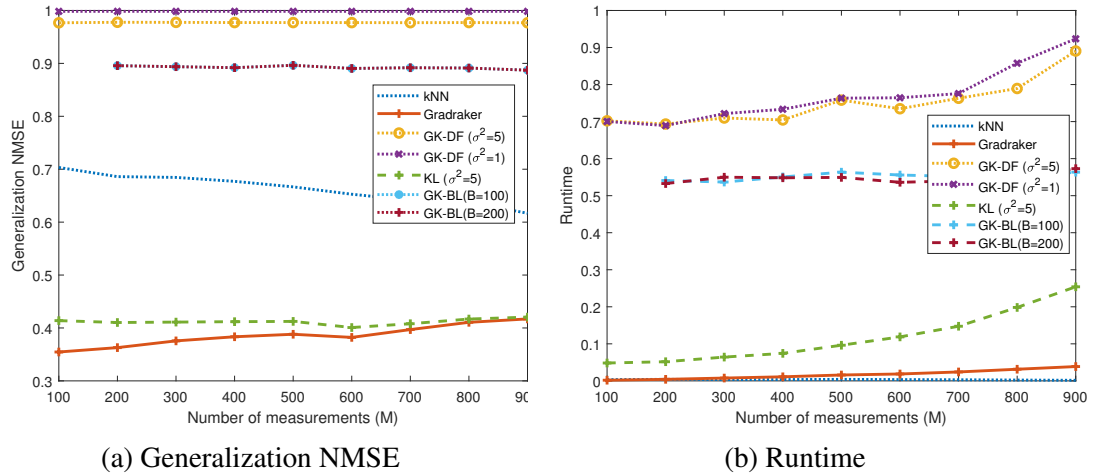 1
0.9
0.8
0.7
0.6
0.5
0.4
0.3
Generalization NMSE
kNN
Gradraker
GK-DF (σ²=5)
GK-DF (σ²=1)
KL (σ²=5)
GK-BL(B=100)
GK-BL(B=200)
100 200 300 400 500 600 700 800 90
Number of measurements (M)
(a) Generalization NMSE
1
0.9
0.8
0.7
0.6
0.5
0.4
0.3
0.2
0.1
0
Runtime
kNN
Gradraker
GK-DF (σ²=5)
GK-DF (σ²=1)
KL (σ²=5)
GK-BL(B=100)
GK-BL(B=200)
100 200 300 400 500 600 700 800 900
Number of measurements (M)
(b) Runtime